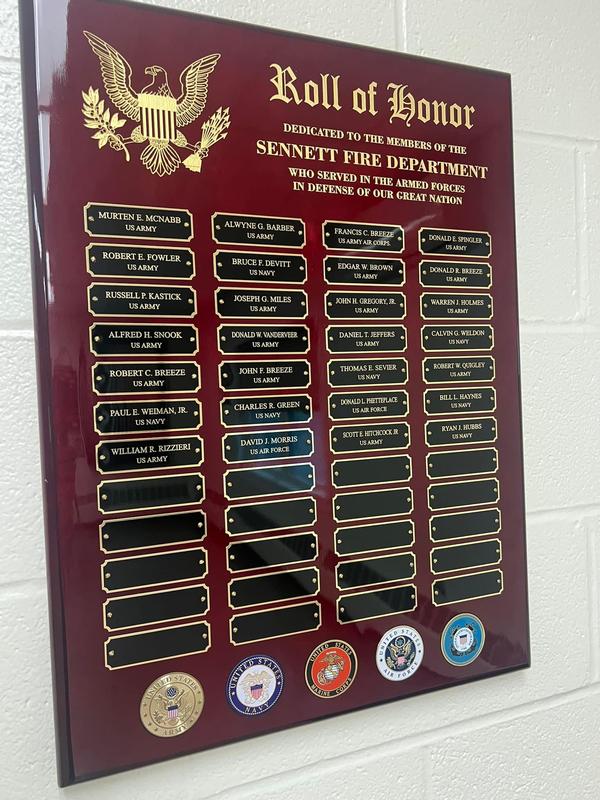 Roll of Honor
DEDICATED TO THE MEMBERS OF THE
SENNETT FIRE DEPARTMENT
WHO SERVED IN THE ARMED FORCES
IN DEFENSE OF OUR GREAT NATION
MURTEN E. MCNABB
US ARMY
ROBERT E. FOWLER
US ARMY
RUSSELL P. KASTICK
US ARMY
ALFRED H. SNOOK
US ARMY
ROBERT C. BREEZE
US ARMY
PAUL E. WEIMAN, JR.
US NAVY
WILLIAM R. RIZZIERI
US ARMY
ALWYNE G. BARBER
US ARMY
BRUCE F. DEVITT
US NAVY
JOSEPH G. MILES
US ARMY
DONALD W. VANDERVEER
US ARMY
JOHN F. BREEZE
US ARMY
CHARLES R. GREEN
US NAVY
DAVID J. MORRIS
US AIR FORCE
FRANCIS C. BREEZE
US ARMY AIR CORPS.
EDGAR W. BROWN
US ARMY
JOHN H. GREGORY, JR.
US ARMY
DANIEL T. JEFFERS
US ARMY
THOMAS E. SEVIER
US NAVY
DONALD L. PHETTEPLACE
US AIR FORCE
SCOTT E. HITCHCOCK JR
US ARMY
DONALD E. SPINGLER
US ARMY
DONALD R. BREEZE
US ARMY
WARREN J. HOLMES
US ARMY
CALVIN G. WELDON
US NAVY
ROBERT W. QUIGLEY
US ARMY
BILL L. HAYNES
US NAVY
RYAN J. HUBBS
US NAVY
UNITED STATES
ARMY
UNITED STATES
NAVY
UNITED STATES
MARINE CORPS
UNITED STATES
AIR FORCE